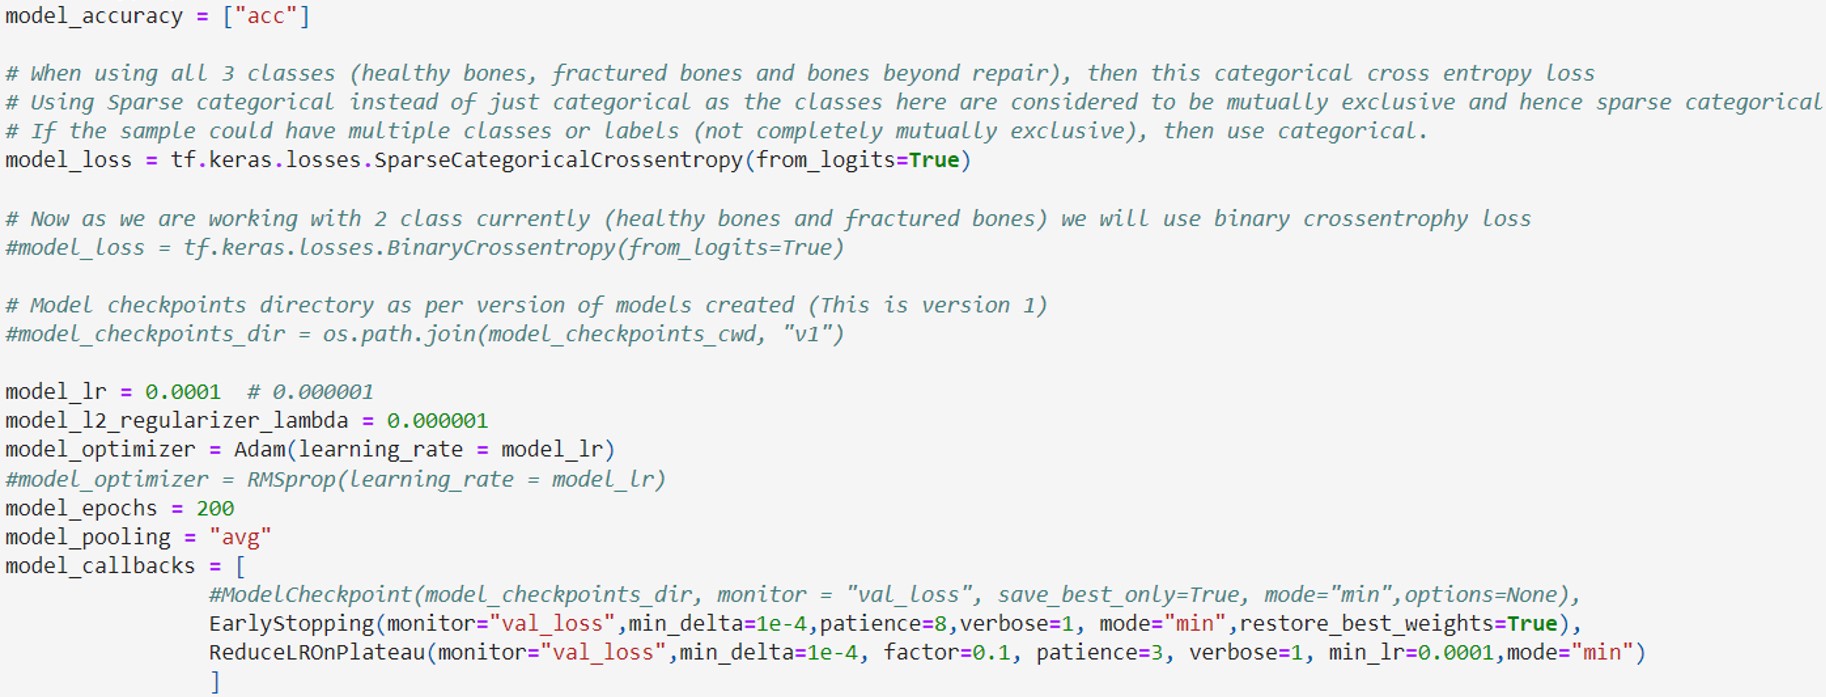 model_accuracy = ["acc"]
# When using all 3 classes (healthy bones, fractured bones and bones beyond repair), then this categorical cross entropy loss
# Using Sparse categorical instead of just categorical as the classes here are considered to be mutually exclusive and hence sparse categorical
# If the sample could have multiple classes or labels (not completely mutually exclusive), then use categorical.
model_loss = tf.keras.losses.SparseCategoricalCrossentropy(from_logits=True)
# Now as we are working with 2 class currently (healthy bones and fractured bones) we will use binary crossentrophy loss
#model_loss = tf.keras.losses.BinaryCrossentropy(from_logits=True)
# Model checkpoints directory as per version of models created (This is version 1)
#model_checkpoints_dir = os.path.join(model_checkpoints_cwd, "v1")
model_lr = 0.0001  # 0.000001
model_l2_regularizer_lambda = 0.000001
model_optimizer = Adam(learning_rate = model_lr)
#model_optimizer = RMSprop(learning_rate = model_lr)
model_epochs = 200
model_pooling = "avg"
model_callbacks = [
#ModelCheckpoint(model_checkpoints_dir, monitor = "val_loss", save_best_only=True, mode="min",options=None),
EarlyStopping(monitor="val_loss",min_delta=1e-4,patience=8,verbose=1, mode="min",restore_best_weights=True),
ReduceLROnPlateau(monitor="val_loss",min_delta=1e-4, factor=0.1, patience=3, verbose=1, min_lr=0.0001,mode="min")
]